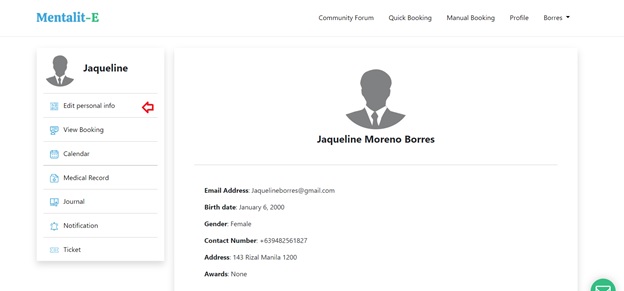 Mentalit-E
Community Forum Quick Booking Manual Booking Profile Borres
Jaqueline
Edit personal info
View Booking
Calendar
Medical Record
Journal
Notification
Ticket
Jaqueline Moreno Borres
Email Address: Jaquelineborres@gmail.com
Birth date: January 6, 2000
Gender: Female
Contact Number: +639482561827
Address: 143 Rizal Manila 1200
Awards: None